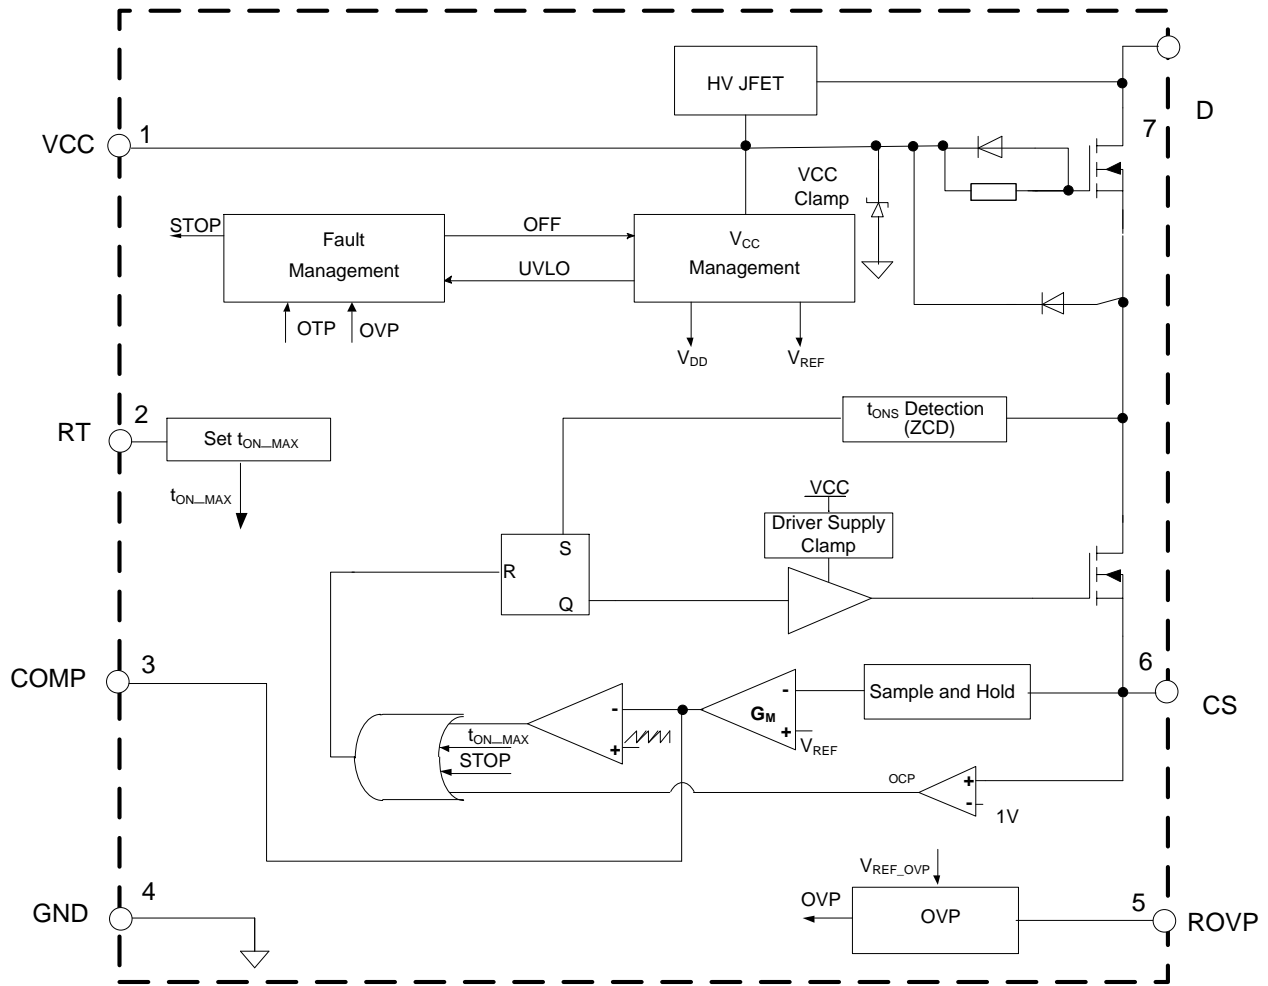 HV JFET
D
7
VCC
1
VCC
Clamp
STOP
Fault
Management
OFF
UVLO
VCC
Management
OTP
OVP
VDD
VREF
RT
2
Set tON_MAX
tON_MAX
tONS Detection
(ZCD)
VCC
Driver Supply
Clamp
S
R
Q
COMP
3
6
CS
Sample and Hold
-
GM
+
VREF
-
+
tON_MAX
STOP
OCP
+
-
1V
GND
4
VREF_OVP
OVP
OVP
5
ROVP